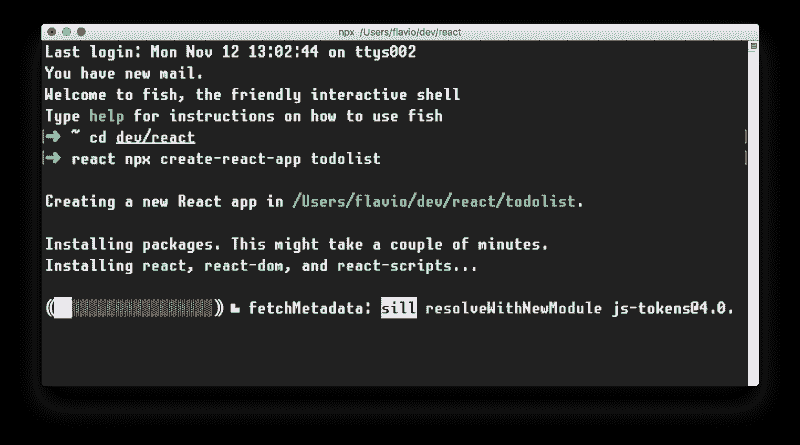 npx /Users/flavio/dev/react
Last login: Mon Nov 12 13:02:44 on ttys002
You have new mail.
Welcome to fish, the friendly interactive shell
Type help for instructions on how to use fish
➜ ~ cd dev/react
➜ react npx create-react-app todolist
Creating a new React app in /Users/flavio/dev/react/todolist.
Installing packages. This might take a couple of minutes.
Installing react, react-dom, and react-scripts...
fetchMetadata: sill resolveWithNewModule js-tokens@4.0.